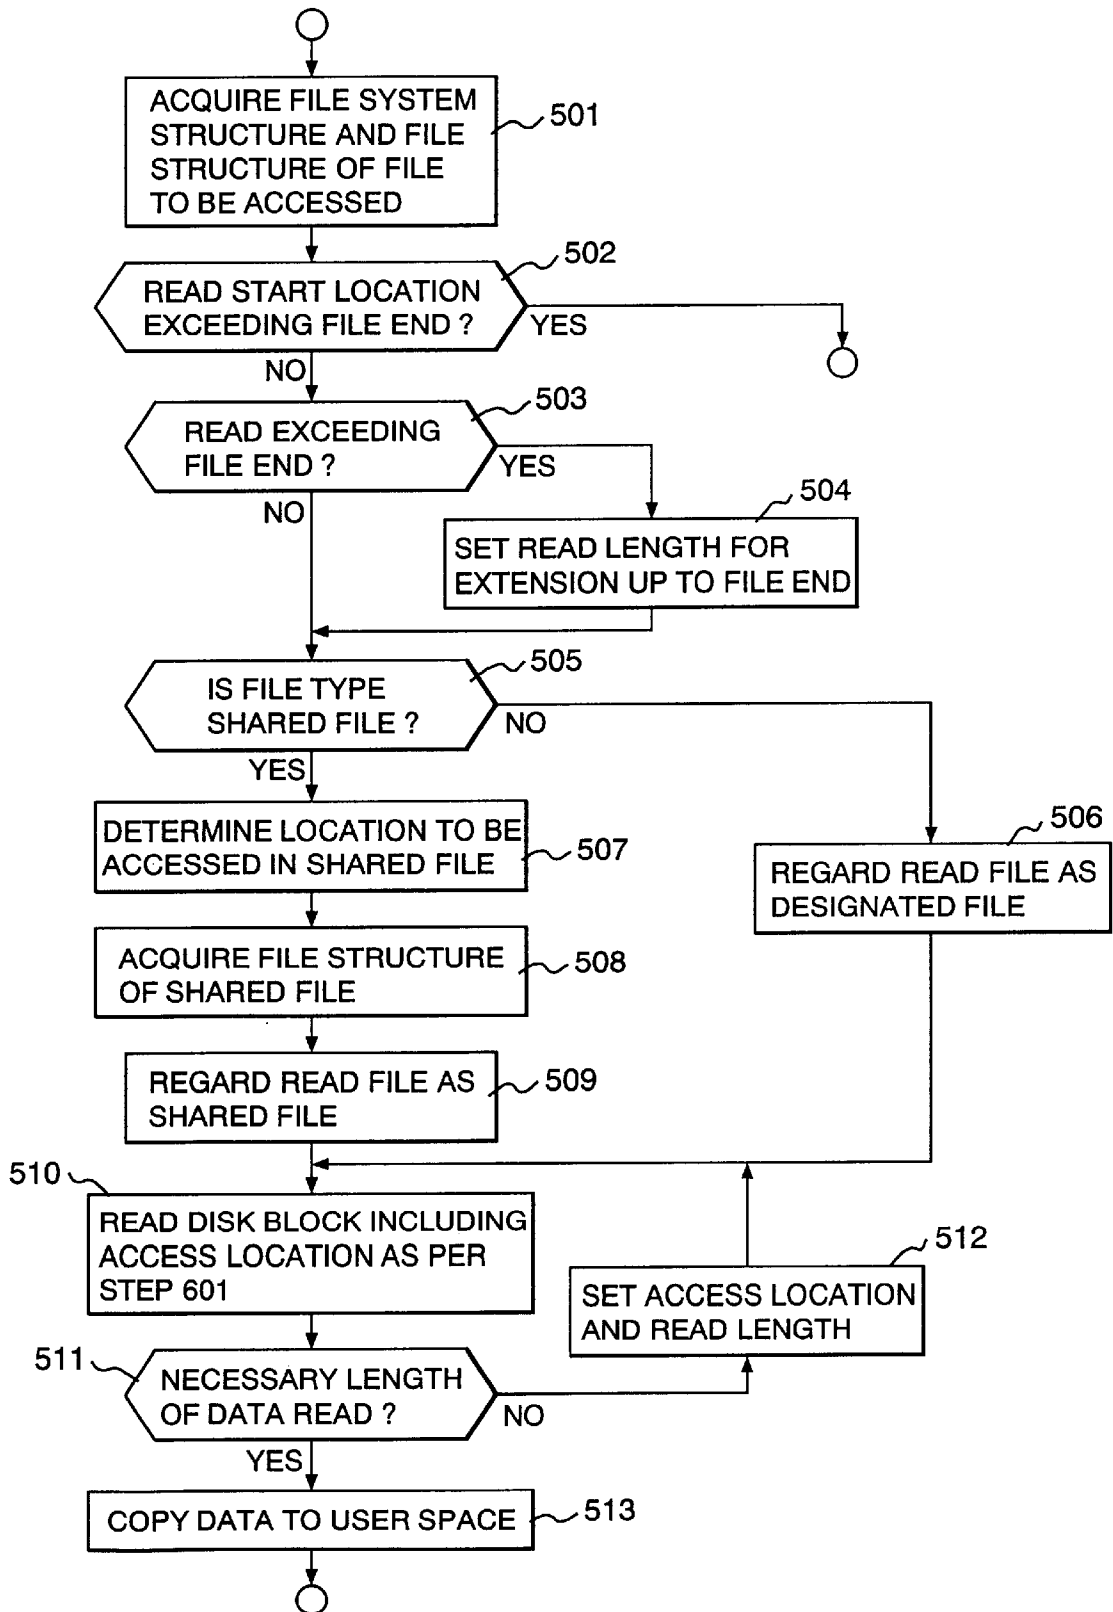 ACQUIRE FILE SYSTEM
STRUCTURE AND FILE
STRUCTURE OF FILE
TO BE ACCESSED
501
READ START LOCATION
EXCEEDING FILE END ?
502
YES
NO
READ EXCEEDING
FILE END ?
503
YES
NO
504
SET READ LENGTH FOR
EXTENSION UP TO FILE END
IS FILE TYPE
SHARED FILE ?
505
NO
YES
DETERMINE LOCATION TO BE
ACCESSED IN SHARED FILE
507
506
REGARD READ FILE AS
DESIGNATED FILE
ACQUIRE FILE STRUCTURE
OF SHARED FILE
508
REGARD READ FILE AS
SHARED FILE
509
510
READ DISK BLOCK INCLUDING
ACCESS LOCATION AS PER
STEP 601
512
SET ACCESS LOCATION
AND READ LENGTH
511
NECESSARY LENGTH
OF DATA READ ?
NO
YES
COPY DATA TO USER SPACE
513